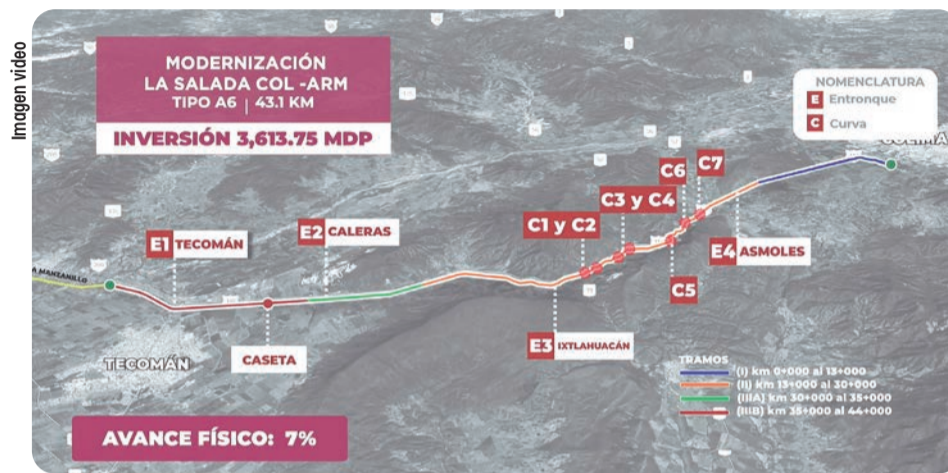 Imagen video
MODERNIZACIÓN
LA SALADA COL -ARM
TIPO A6 | 43.1 KM
INVERSIÓN 3,613.75 MDP
NOMENCLATURA
E Entronque
C Curva
COLIMA
C6
C7
C3 y C4
C1 y C2
E1 TECOMÁN
E2 CALERAS
E4 ASMOLES
A MANZANILLO
C5
CASETA
E3 IXTLAHUACÁN
TECOMÁN
TRAMOS
(I) km 0+000 al 13+000
(II) km 13+000 al 30+000
(IIIA) km 30+000 al 35+000
(IIIB) km 35+000 al 44+000
AVANCE FÍSICO: 7%